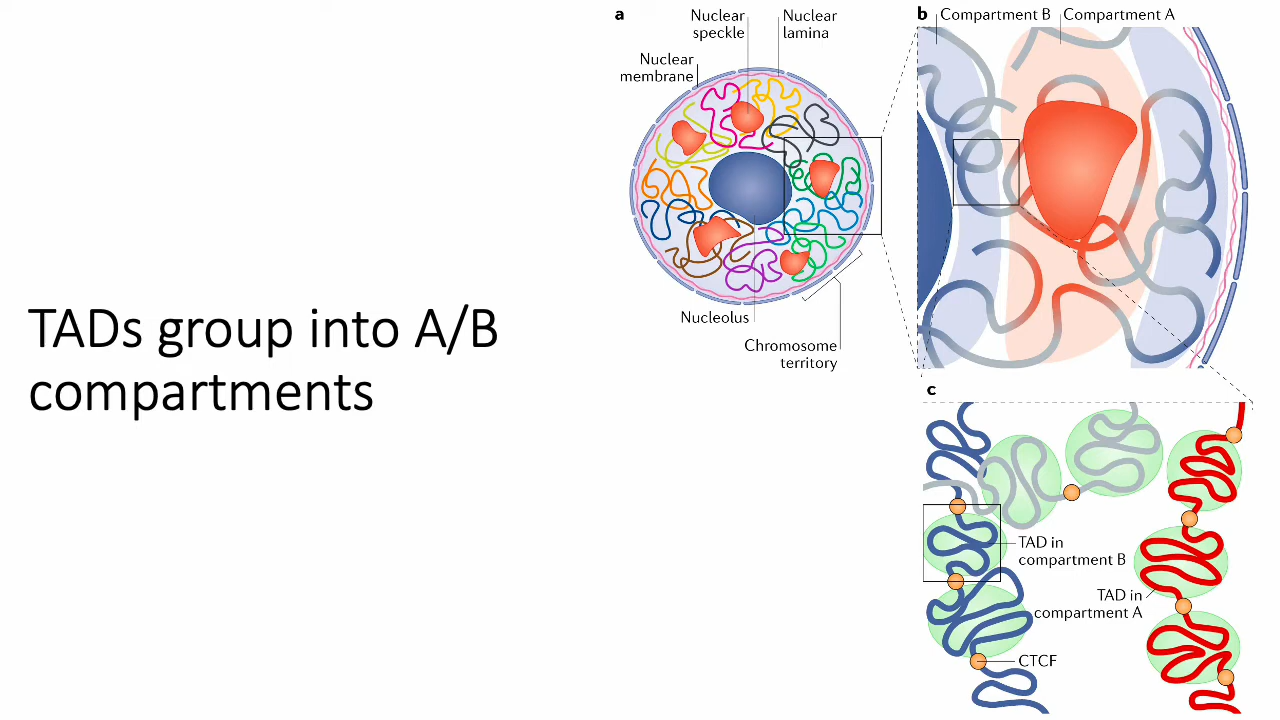 TADs group into A/B
compartments
a
Nuclear
speckle
Nuclear
lamina
Nuclear
membrane
Nucleolus
Chromosome
territory
b
Compartment B
Compartment A
c
TAD in
compartment B
TAD in
compartment A
CTCF